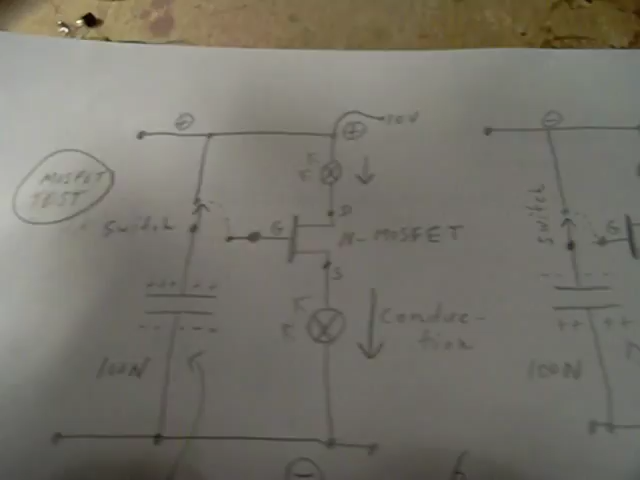 MOSFET
TEST
+
+
10V
D
Switch
G
N-MOSFET
S
++ ++
- - - -
Conduc-
tion
100N
-
-
Switch
G
- - - -
++ ++
100N